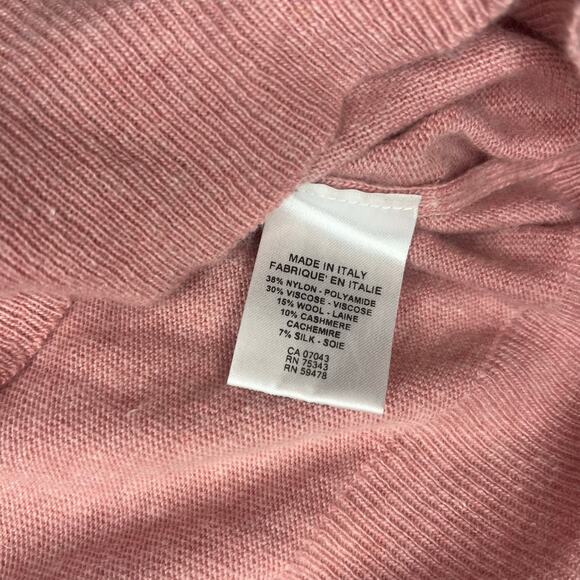 MADE IN ITALY
FABRIQUE' EN ITALIE
38% NYLON - POLYAMIDE
30% VISCOSE - VISCOSE
15% WOOL - LAINE
10% CASHMERE
CACHEMIRE
7% SILK - SOIE
CA 07043
RN 75343
RN 59478